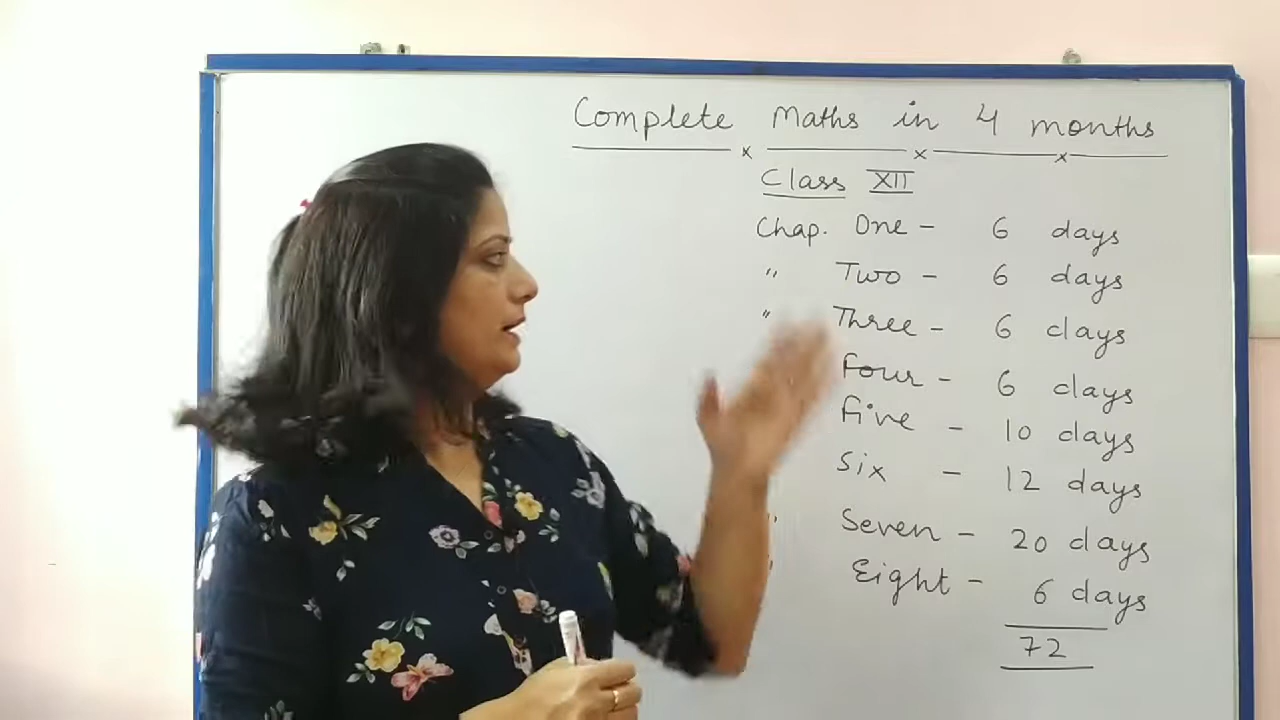 Complete Maths in 4 months
Class XII
Chap. One - 6 days
" Two - 6 days
" Three - 6 days
Four - 6 days
Five - 10 days
Six - 12 days
Seven - 20 days
Eight - 6 days
72